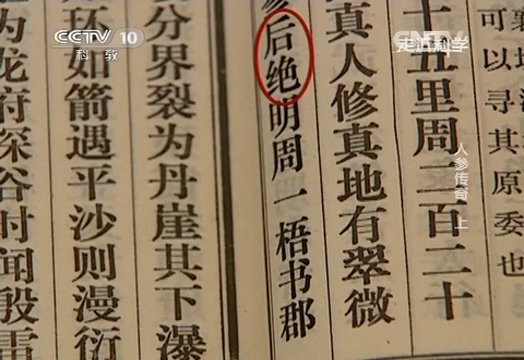 CCTV 10
科教
走近科学
人参传奇 上
可以寻其原委也
十五里周二百二十
真人修真地有翠微
后绝明周一梧书郡
分界裂为丹崖其下瀑
环如箭遇平沙则漫衍
为龙府深谷时闻殷雷